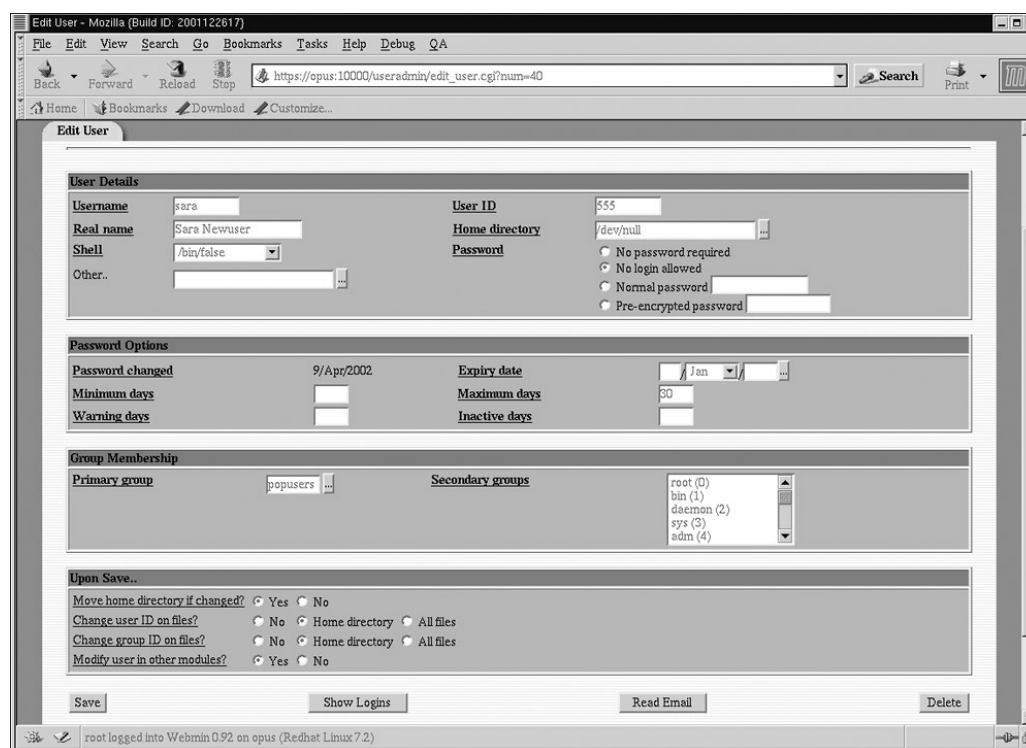 Edit User - Mozilla {Build ID: 2001122617}
File Edit View Search Go Bookmarks Tasks Help Debug QA
Back Forward Reload Stop https://opus:10000/useradmin/edit_user.cgi?num=40 Search Print
Home Bookmarks Download Customize...
Edit User
User Details
Username sara User ID 555
Real name Sara Newuser Home directory /dev/null ...
Shell /bin/false Password No password required
No login allowed
Other.. ... Normal password
Pre-encrypted password
Password Options
Password changed 9/Apr/2002 Expiry date / Jan / ...
Minimum days Maximum days 30
Warning days Inactive days
Group Membership
Primary group popusers ... Secondary groups root (0)
bin (1)
daemon (2)
sys (3)
adm (4)
Upon Save..
Move home directory if changed? Yes No
Change user ID on files? No Home directory All files
Change group ID on files? No Home directory All files
Modify user in other modules? Yes No
Save Show Logins Read Email Delete
root logged into Webmin 0.92 on opus (Redhat Linux 7.2)